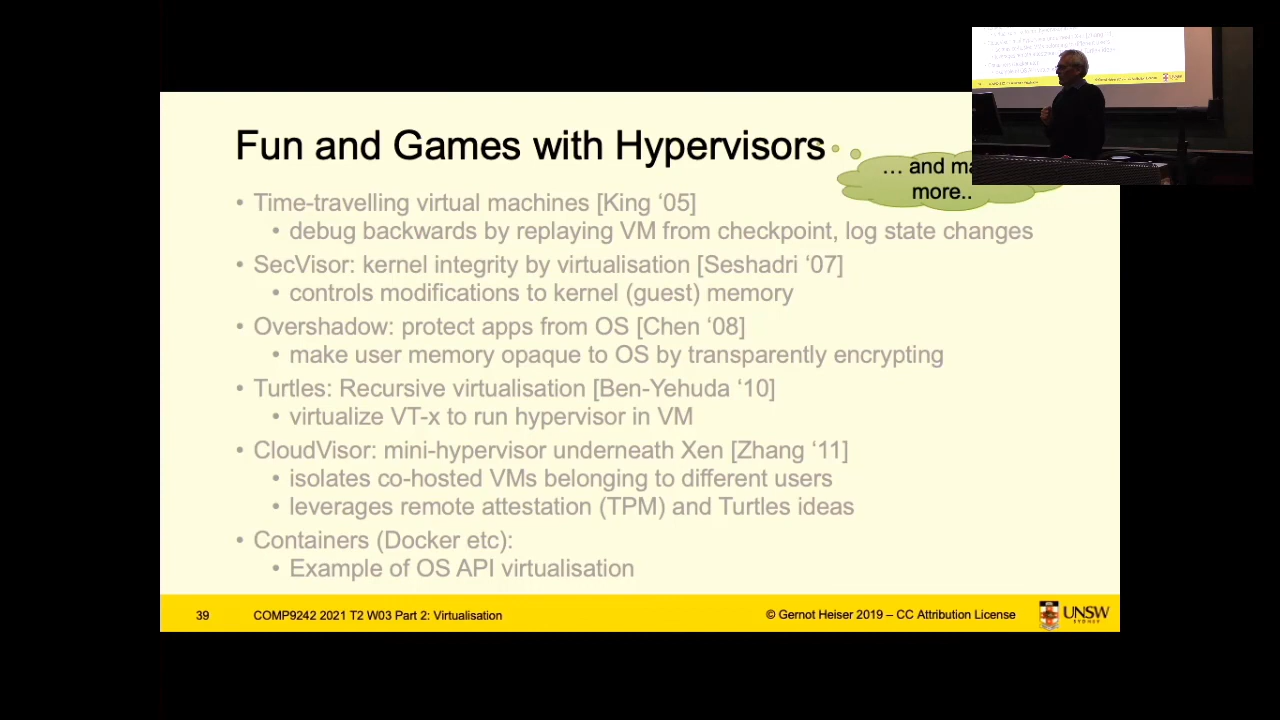 Fun and Games with Hypervisors
… and
more..
• Time-travelling virtual machines [King ‘05]
• debug backwards by replaying VM from checkpoint, log state changes
• SecVisor: kernel integrity by virtualisation [Seshadri ‘07]
• controls modifications to kernel (guest) memory
• Overshadow: protect apps from OS [Chen ‘08]
• make user memory opaque to OS by transparently encrypting
• Turtles: Recursive virtualisation [Ben-Yehuda ‘10]
• virtualize VT-x to run hypervisor in VM
• CloudVisor: mini-hypervisor underneath Xen [Zhang ‘11]
• isolates co-hosted VMs belonging to different users
• leverages remote attestation (TPM) and Turtles ideas
• Containers (Docker etc):
• Example of OS API virtualisation
39 COMP9242 2021 T2 W03 Part 2: Virtualisation © Gernot Heiser 2019 – CC Attribution License UNSW
SYDNEY